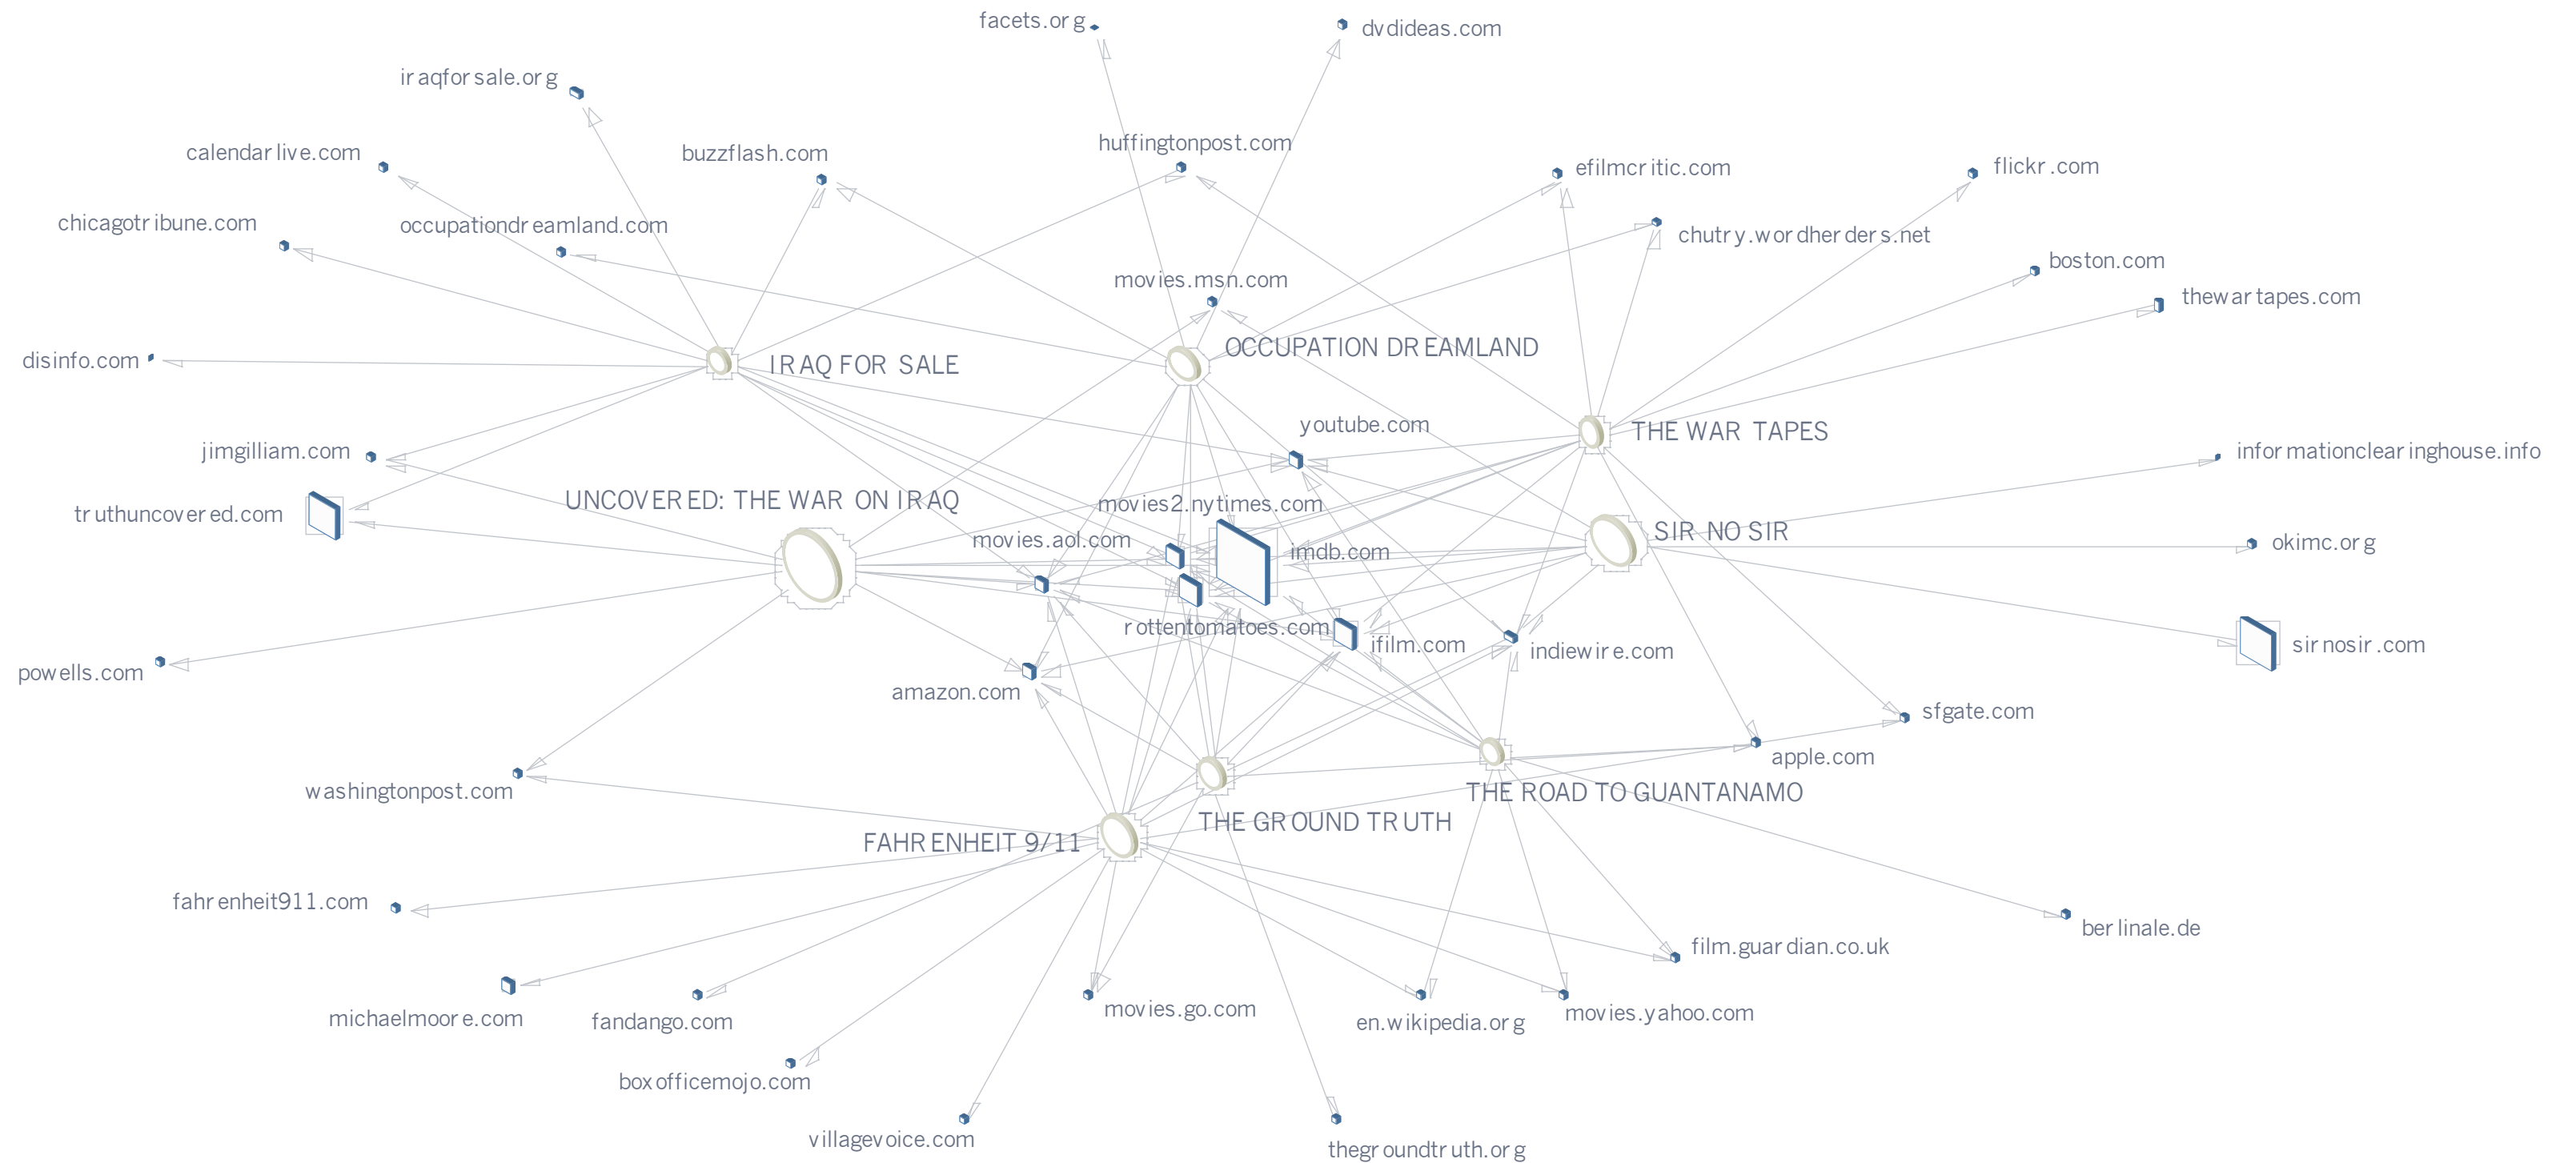 facets.org
dvdideas.com
iraqforsale.org
calendarlive.com
buzzflash.com
huffingtonpost.com
efilmcritic.com
flickr.com
chicagotribune.com
occupationdreamland.com
chutry.wordherders.net
boston.com
movies.msn.com
thewartapes.com
disinfo.com
IRAQ FOR SALE
OCCUPATION DREAMLAND
youtube.com
THE WAR TAPES
jimgilliam.com
informationclearinghouse.info
truthuncovered.com
UNCOVERED: THE WAR ON IRAQ
movies2.nytimes.com
SIR NO SIR
movies.aol.com
imdb.com
okimc.org
rottentomatoes.com
ifilm.com
indiewire.com
sirnosir.com
powells.com
amazon.com
sfgate.com
apple.com
washingtonpost.com
THE ROAD TO GUANTANAMO
THE GROUND TRUTH
FAHRENHEIT 9/11
fahrenheit911.com
berlinale.de
film.guardian.co.uk
michaelmoore.com
fandango.com
movies.go.com
en.wikipedia.org
movies.yahoo.com
boxofficemojo.com
villagevoice.com
thegroundtruth.org